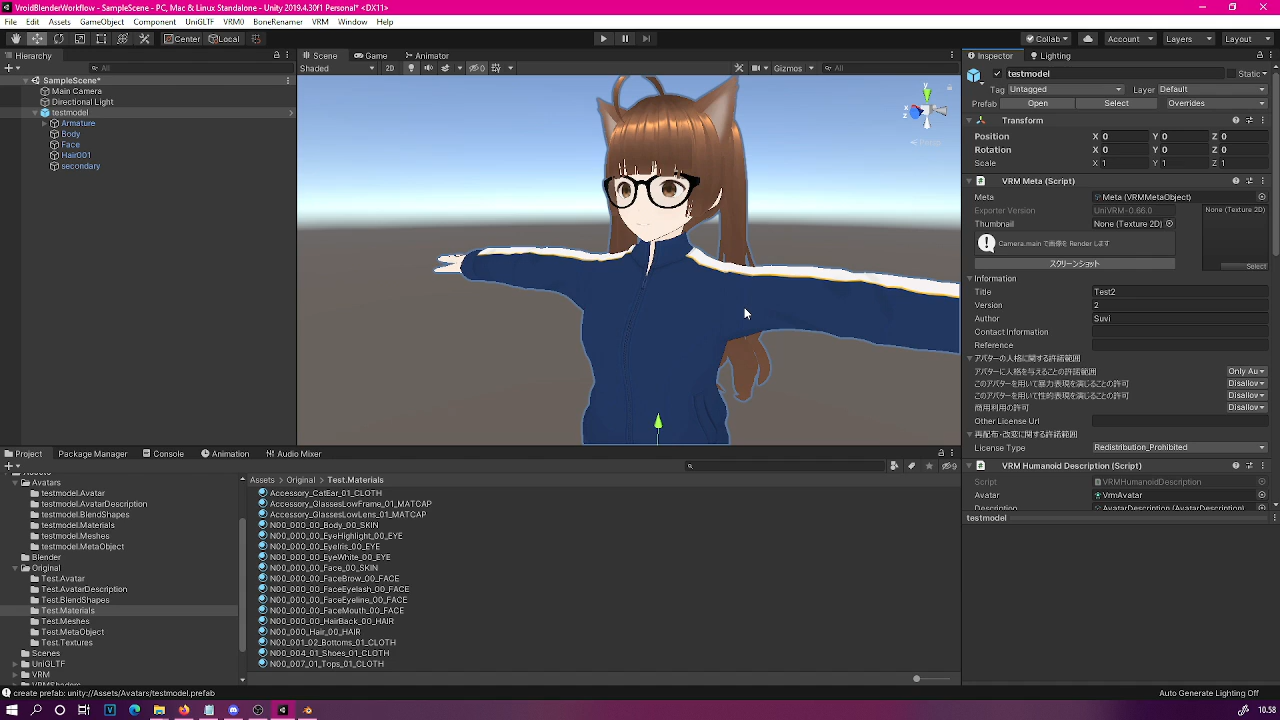 VroidBlenderWorkflow - SampleScene - PC, Mac & Linux Standalone - Unity 2019.4.30f1 Personal* <DX11>
File Edit Assets GameObject Component UniGLTF VRM0 BoneRenamer VRM Window Help
Center Local Collab Account Layers Layout
Hierarchy
All
SampleScene*
Main Camera
Directional Light
testmodel
Armature
Body
Face
Hair001
secondary
Scene Game Animator
Shaded 2D 0 Gizmos All
y
x
Persp
Inspector Lighting
testmodel Static
Tag Untagged Layer Default
Prefab Open Select Overrides
Transform
Position X 0 Y 0 Z 0
Rotation X 0 Y 0 Z 0
Scale X 1 Y 1 Z 1
VRM Meta (Script)
Meta Meta (VRMMetaObject)
Exporter Version UniVRM-0.66.0 None (Texture 2D)
Thumbnail None (Texture 2D)
Camera.main で画像を Render します
スクリーンショット Select
Information
Title Test2
Version 2
Author Suvi
Contact Information
Reference
アバターの人格に関する許諾範囲
アバターに人格を与えることの許諾範囲 Only Au
このアバターを用いて暴力表現を演じることの許可 Disallow
このアバターを用いて性的表現を演じることの許可 Disallow
商用利用の許可 Disallow
Other License Url
再配布・改変に関する許諾範囲
License Type Redistribution_Prohibited
VRM Humanoid Description (Script)
Script VRMHumanoidDescription
Avatar VrmAvatar
Description AvatarDescription (AvatarDescription)
testmodel
Project Package Manager Console Animation Audio Mixer
9
Assets
Avatars
testmodel.Avatar
testmodel.AvatarDescription
testmodel.BlendShapes
testmodel.Materials
testmodel.Meshes
testmodel.MetaObject
Blender
Original
Test.Avatar
Test.AvatarDescription
Test.BlendShapes
Test.Materials
Test.Meshes
Test.MetaObject
Test.Textures
Scenes
UniGLTF
VRM
VRMShaders
Assets > Original > Test.Materials
Accessory_CatEar_01_CLOTH
Accessory_GlassesLowFrame_01_MATCAP
Accessory_GlassesLowLens_01_MATCAP
N00_000_00_Body_00_SKIN
N00_000_00_EyeHighlight_00_EYE
N00_000_00_EyeIris_00_EYE
N00_000_00_EyeWhite_00_EYE
N00_000_00_Face_00_SKIN
N00_000_00_FaceBrow_00_FACE
N00_000_00_FaceEyelash_00_FACE
N00_000_00_FaceEyeline_00_FACE
N00_000_00_FaceMouth_00_FACE
N00_000_00_HairBack_00_HAIR
N00_000_Hair_00_HAIR
N00_001_02_Bottoms_01_CLOTH
N00_004_01_Shoes_01_CLOTH
N00_007_01_Tops_01_CLOTH
create prefab: unity://Assets/Avatars/testmodel.prefab
Auto Generate Lighting Off
10.58